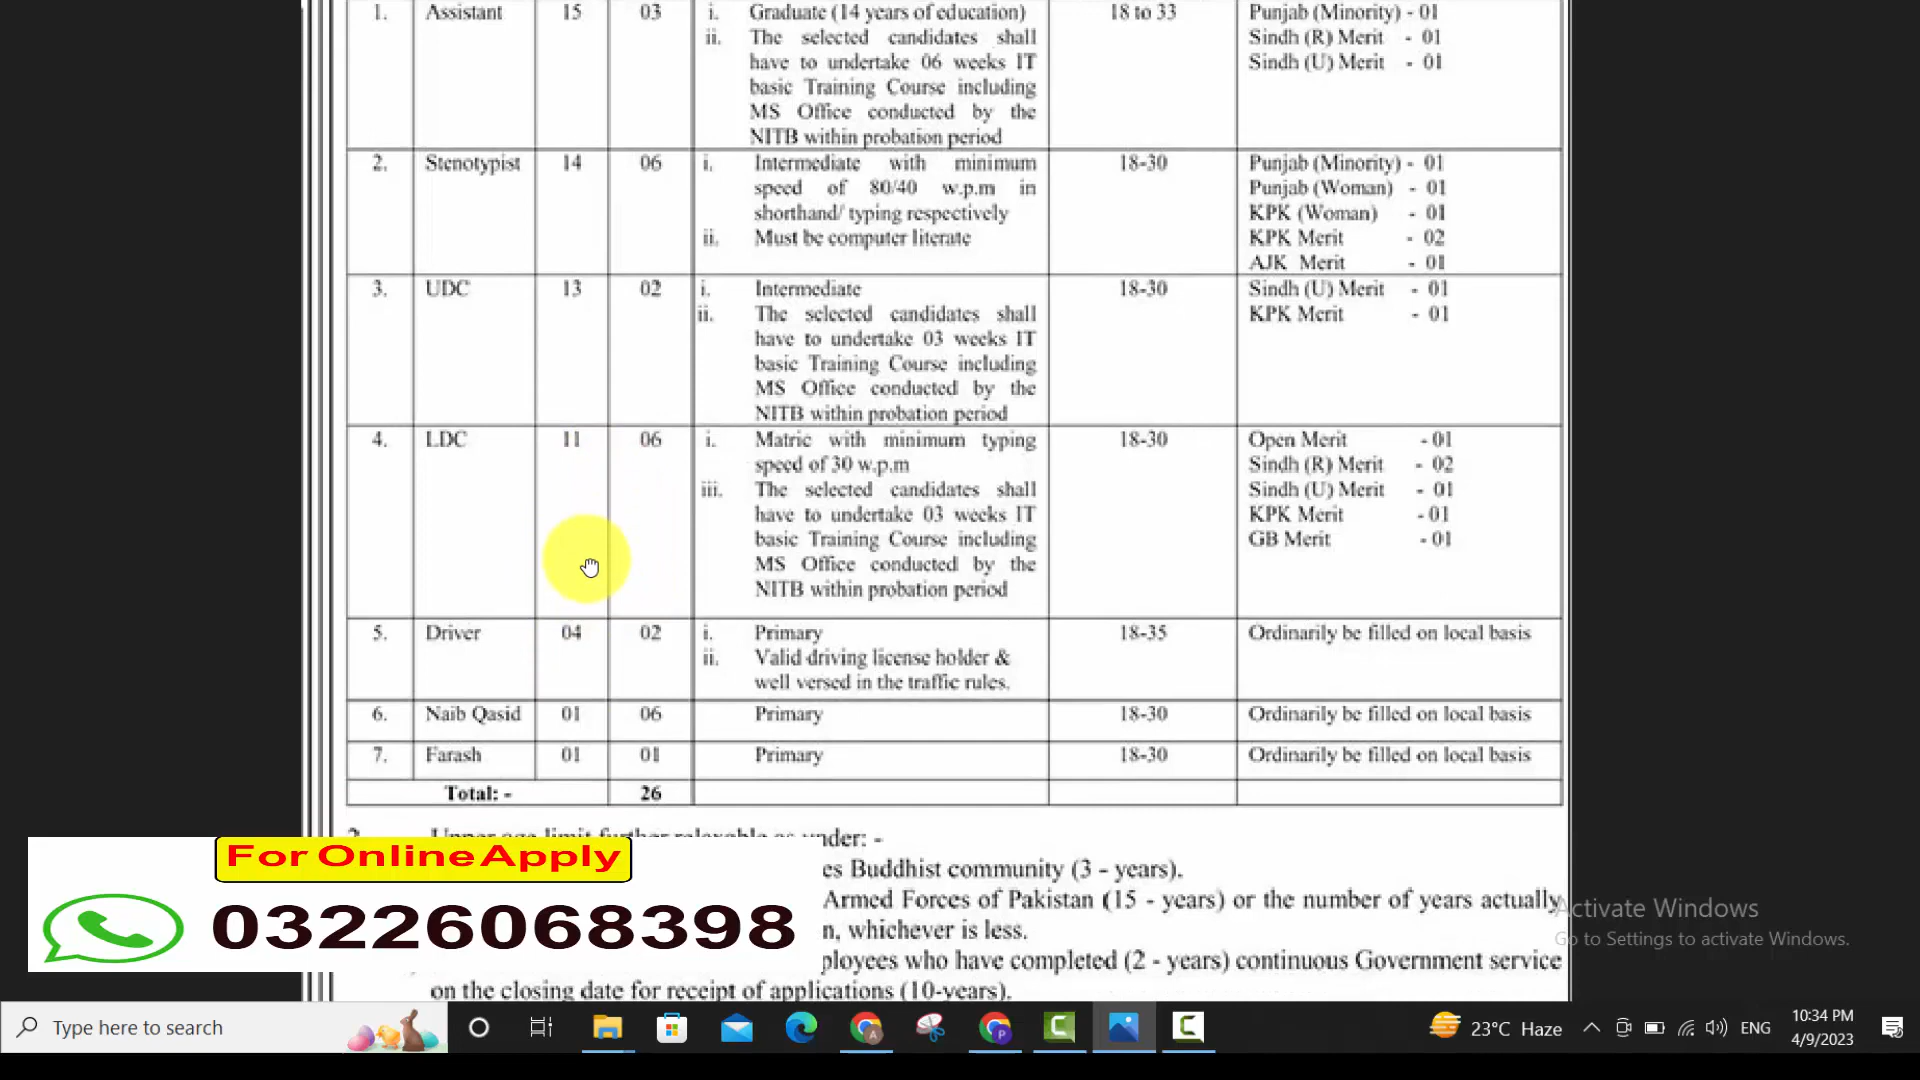 1. Assistant 15 03 i. Graduate (14 years of education) 18 to 33 Punjab (Minority) - 01
ii. The selected candidates shall Sindh (R) Merit - 01
have to undertake 06 weeks IT Sindh (U) Merit - 01
basic Training Course including
MS Office conducted by the
NITB within probation period
2. Stenotypist 14 06 i. Intermediate with minimum 18-30 Punjab (Minority) - 01
speed of 80/40 w.p.m in Punjab (Woman) - 01
shorthand/ typing respectively KPK (Woman) - 01
ii. Must be computer literate KPK Merit - 02
AJK Merit - 01
3. UDC 13 02 i. Intermediate 18-30 Sindh (U) Merit - 01
ii. The selected candidates shall KPK Merit - 01
have to undertake 03 weeks IT
basic Training Course including
MS Office conducted by the
NITB within probation period
4. LDC 11 06 i. Matric with minimum typing 18-30 Open Merit -01
speed of 30 w.p.m Sindh (R) Merit - 02
iii. The selected candidates shall Sindh (U) Merit - 01
have to undertake 03 weeks IT KPK Merit -01
basic Training Course including GB Merit -01
MS Office conducted by the
NITB within probation period
5. Driver 04 02 i. Primary 18-35 Ordinarily be filled on local basis
ii. Valid driving license holder &
well versed in the traffic rules.
6. Naib Qasid 01 06 Primary 18-30 Ordinarily be filled on local basis
7. Farash 01 01 Primary 18-30 Ordinarily be filled on local basis
Total: - 26
2. Upper age limit further relaxable as under: -
es Buddhist community (3 - years).
Armed Forces of Pakistan (15 - years) or the number of years actually
n, whichever is less.
ployees who have completed (2 - years) continuous Government service
on the closing date for receipt of applications (10-years).
For Online Apply
03226068398
Activate Windows
Go to Settings to activate Windows.
Type here to search
23°C Haze
ENG
10:34 PM
4/9/2023